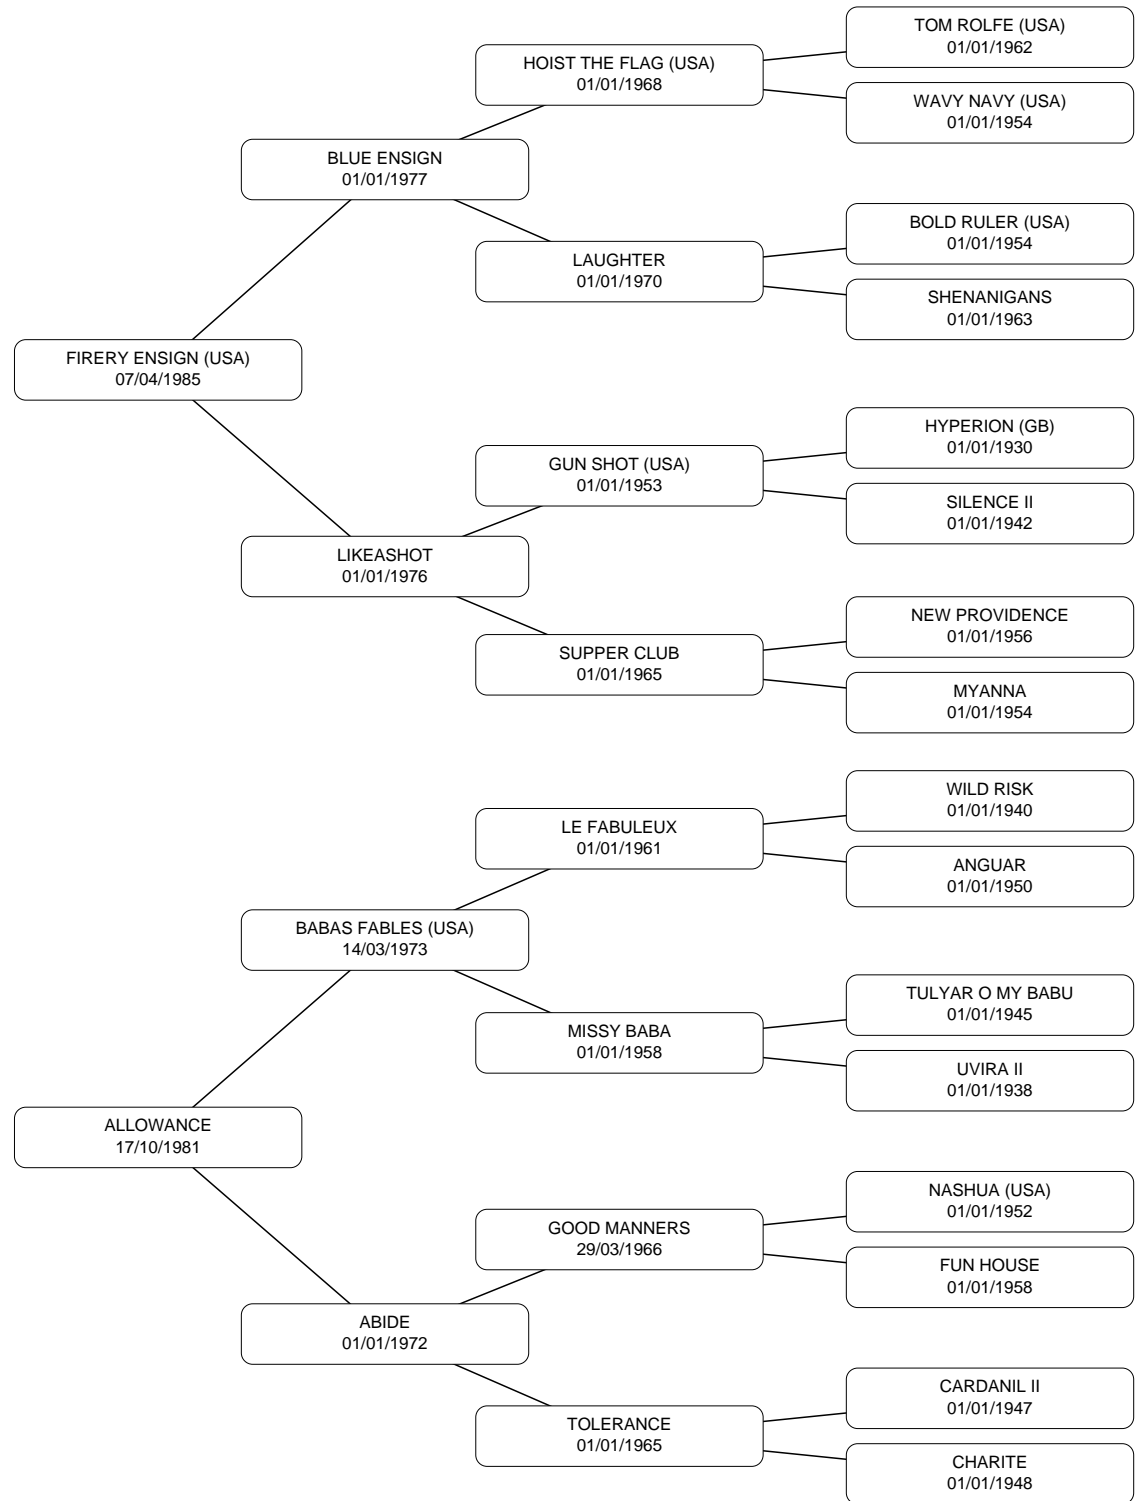 TOM ROLFE (USA)
01/01/1962
HOIST THE FLAG (USA)
01/01/1968
WAVY NAVY (USA)
01/01/1954
BLUE ENSIGN
01/01/1977
BOLD RULER (USA)
01/01/1954
LAUGHTER
01/01/1970
SHENANIGANS
01/01/1963
FIRERY ENSIGN (USA)
07/04/1985
HYPERION (GB)
01/01/1930
GUN SHOT (USA)
01/01/1953
SILENCE II
01/01/1942
LIKEASHOT
01/01/1976
NEW PROVIDENCE
01/01/1956
SUPPER CLUB
01/01/1965
MYANNA
01/01/1954
WILD RISK
01/01/1940
LE FABULEUX
01/01/1961
ANGUAR
01/01/1950
BABAS FABLES (USA)
14/03/1973
TULYAR O MY BABU
01/01/1945
MISSY BABA
01/01/1958
UVIRA II
01/01/1938
ALLOWANCE
17/10/1981
NASHUA (USA)
01/01/1952
GOOD MANNERS
29/03/1966
FUN HOUSE
01/01/1958
ABIDE
01/01/1972
CARDANIL II
01/01/1947
TOLERANCE
01/01/1965
CHARITE
01/01/1948